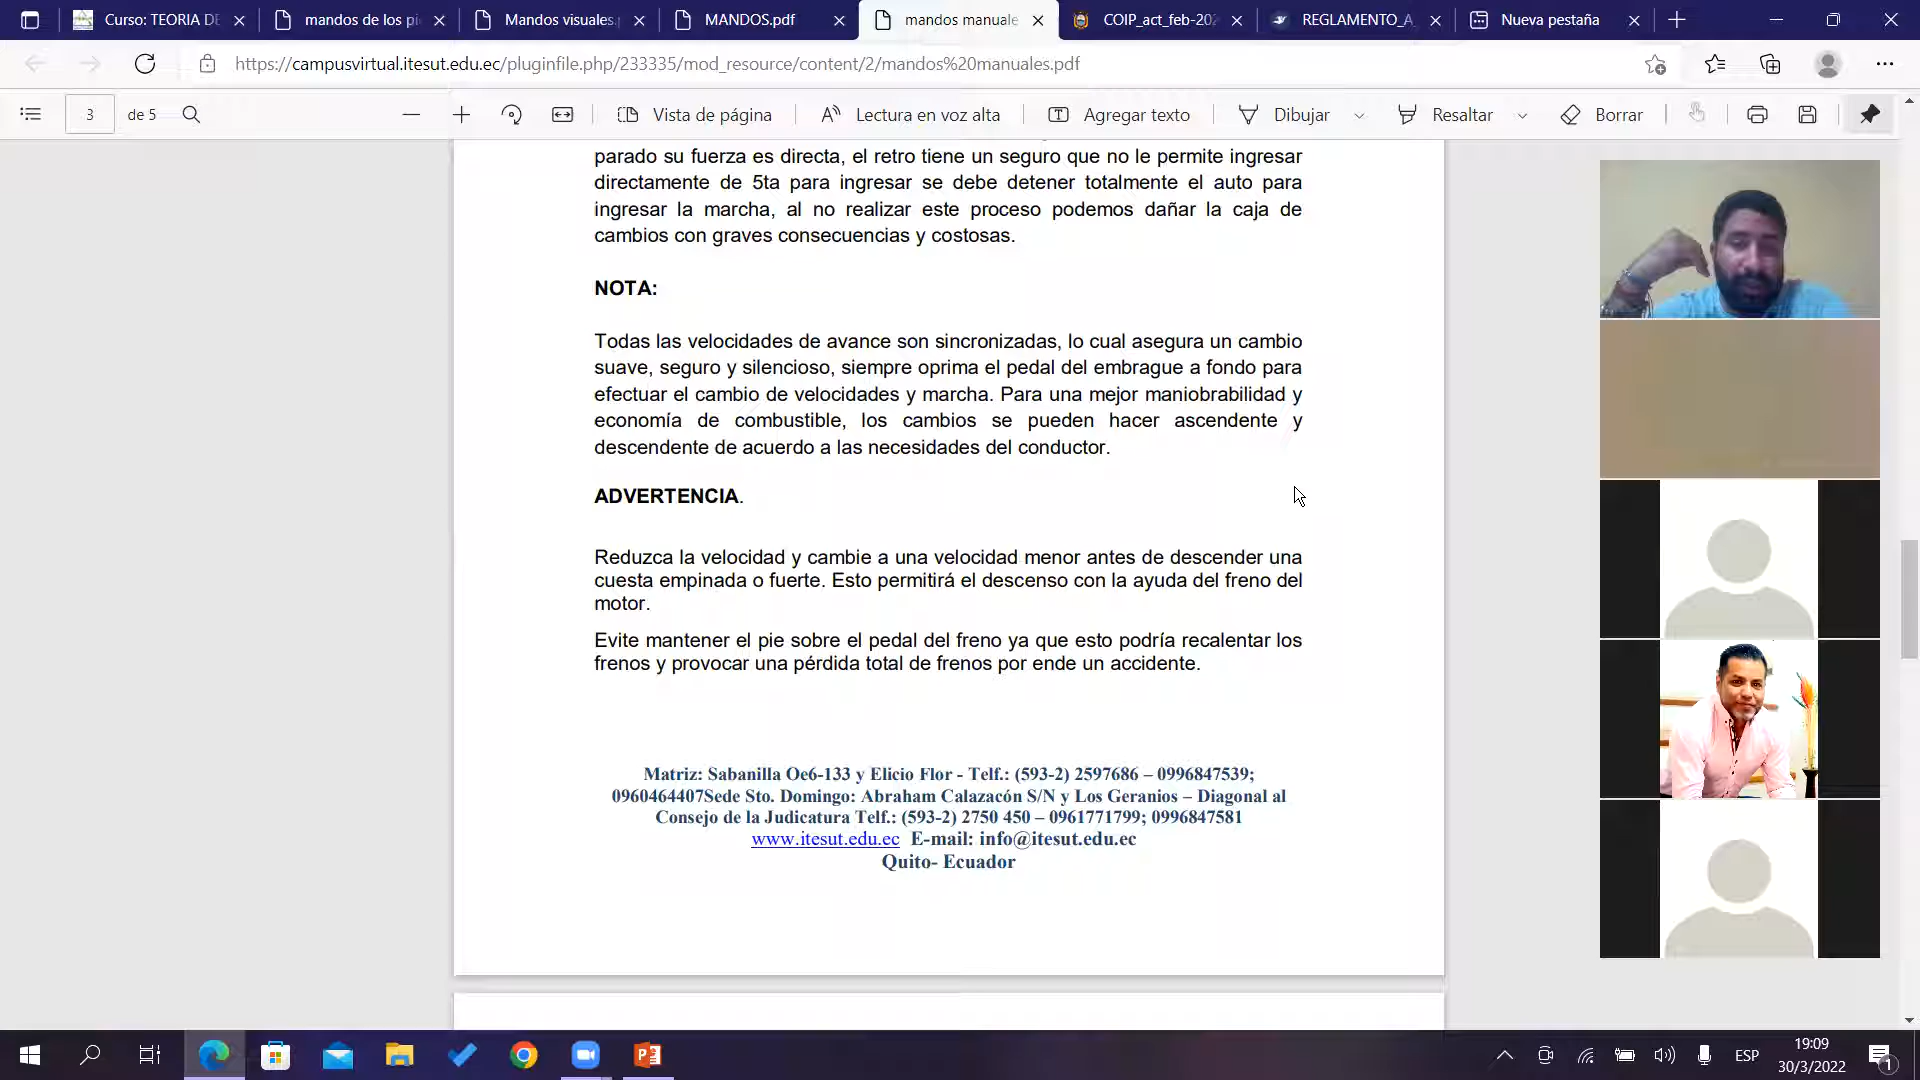 Curso: TEORIA DE
mandos de los pi
Mandos visuales.p
MANDOS.pdf
mandos manuale
COIP_act_feb-202
REGLAMENTO_A
Nueva pestaña
https://campusvirtual.itesut.edu.ec/pluginfile.php/233335/mod_resource/content/2/mandos%20manuales.pdf
3 de 5
Vista de página
Lectura en voz alta
Agregar texto
Dibujar
Resaltar
Borrar
parado su fuerza es directa, el retro tiene un seguro que no le permite ingresar
directamente de 5ta para ingresar se debe detener totalmente el auto para
ingresar la marcha, al no realizar este proceso podemos dañar la caja de
cambios con graves consecuencias y costosas.
NOTA:
Todas las velocidades de avance son sincronizadas, lo cual asegura un cambio
suave, seguro y silencioso, siempre oprima el pedal del embrague a fondo para
efectuar el cambio de velocidades y marcha. Para una mejor maniobrabilidad y
economía de combustible, los cambios se pueden hacer ascendente y
descendente de acuerdo a las necesidades del conductor.
ADVERTENCIA.
Reduzca la velocidad y cambie a una velocidad menor antes de descender una
cuesta empinada o fuerte. Esto permitirá el descenso con la ayuda del freno del
motor.
Evite mantener el pie sobre el pedal del freno ya que esto podría recalentar los
frenos y provocar una pérdida total de frenos por ende un accidente.
Matriz: Sabanilla Oe6-133 y Elicio Flor - Telf.: (593-2) 2597686 – 0996847539;
0960464407Sede Sto. Domingo: Abraham Calazacón S/N y Los Geranios – Diagonal al
Consejo de la Judicatura Telf.: (593-2) 2750 450 – 0961771799; 0996847581
www.itesut.edu.ec E-mail: info@itesut.edu.ec
Quito- Ecuador
ESP
19:09
30/3/2022
1